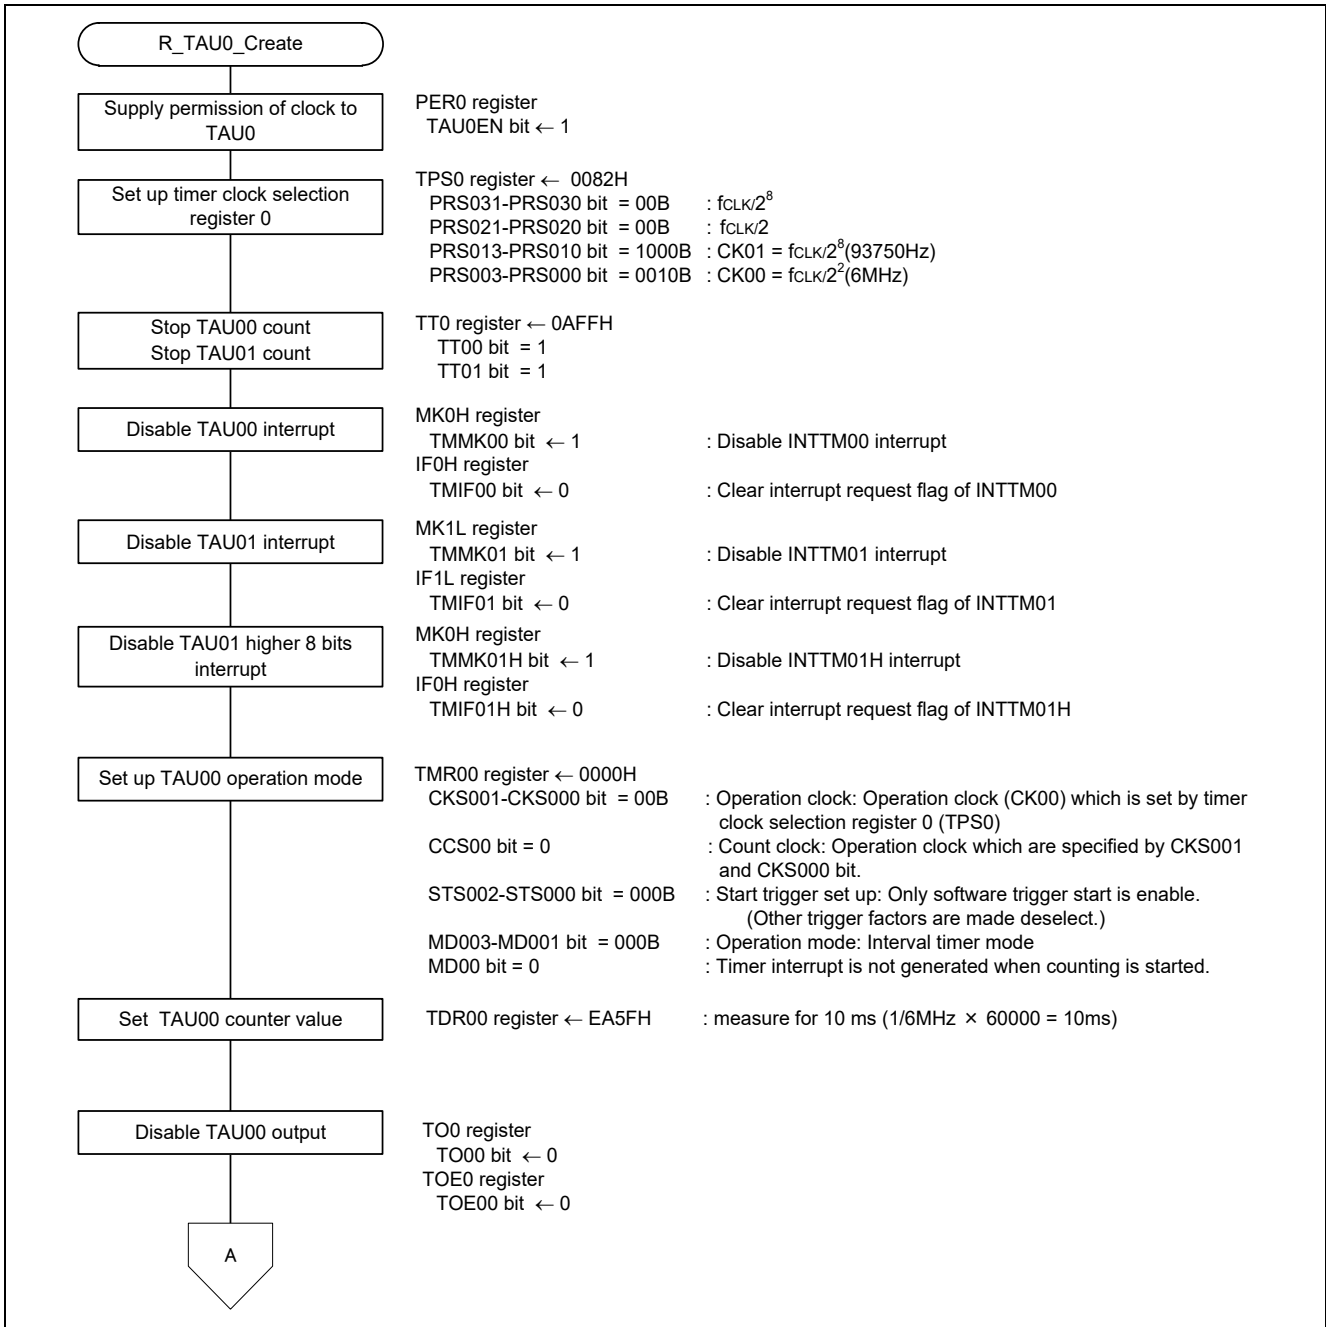 R_TAU0_Create
Supply permission of clock to
TAU0
PER0 register
TAU0EN bit ← 1
Set up timer clock selection
register 0
TPS0 register ← 0082H
PRS031-PRS030 bit = 00B : fCLK/2^8
PRS021-PRS020 bit = 00B : fCLK/2
PRS013-PRS010 bit = 1000B : CK01 = fCLK/2^8(93750Hz)
PRS003-PRS000 bit = 0010B : CK00 = fCLK/2^2(6MHz)
Stop TAU00 count
Stop TAU01 count
TT0 register ← 0AFFH
TT00 bit = 1
TT01 bit = 1
Disable TAU00 interrupt
MK0H register
TMMK00 bit ← 1 : Disable INTTM00 interrupt
IF0H register
TMIF00 bit ← 0 : Clear interrupt request flag of INTTM00
Disable TAU01 interrupt
MK1L register
TMMK01 bit ← 1 : Disable INTTM01 interrupt
IF1L register
TMIF01 bit ← 0 : Clear interrupt request flag of INTTM01
Disable TAU01 higher 8 bits
interrupt
MK0H register
TMMK01H bit ← 1 : Disable INTTM01H interrupt
IF0H register
TMIF01H bit ← 0 : Clear interrupt request flag of INTTM01H
Set up TAU00 operation mode
TMR00 register ← 0000H
CKS001-CKS000 bit = 00B : Operation clock: Operation clock (CK00) which is set by timer
clock selection register 0 (TPS0)
CCS00 bit = 0 : Count clock: Operation clock which are specified by CKS001
and CKS000 bit.
STS002-STS000 bit = 000B : Start trigger set up: Only software trigger start is enable.
(Other trigger factors are made deselect.)
MD003-MD001 bit = 000B : Operation mode: Interval timer mode
MD00 bit = 0 : Timer interrupt is not generated when counting is started.
Set TAU00 counter value
TDR00 register ← EA5FH : measure for 10 ms (1/6MHz × 60000 = 10ms)
Disable TAU00 output
TO0 register
TO00 bit ← 0
TOE0 register
TOE00 bit ← 0
A